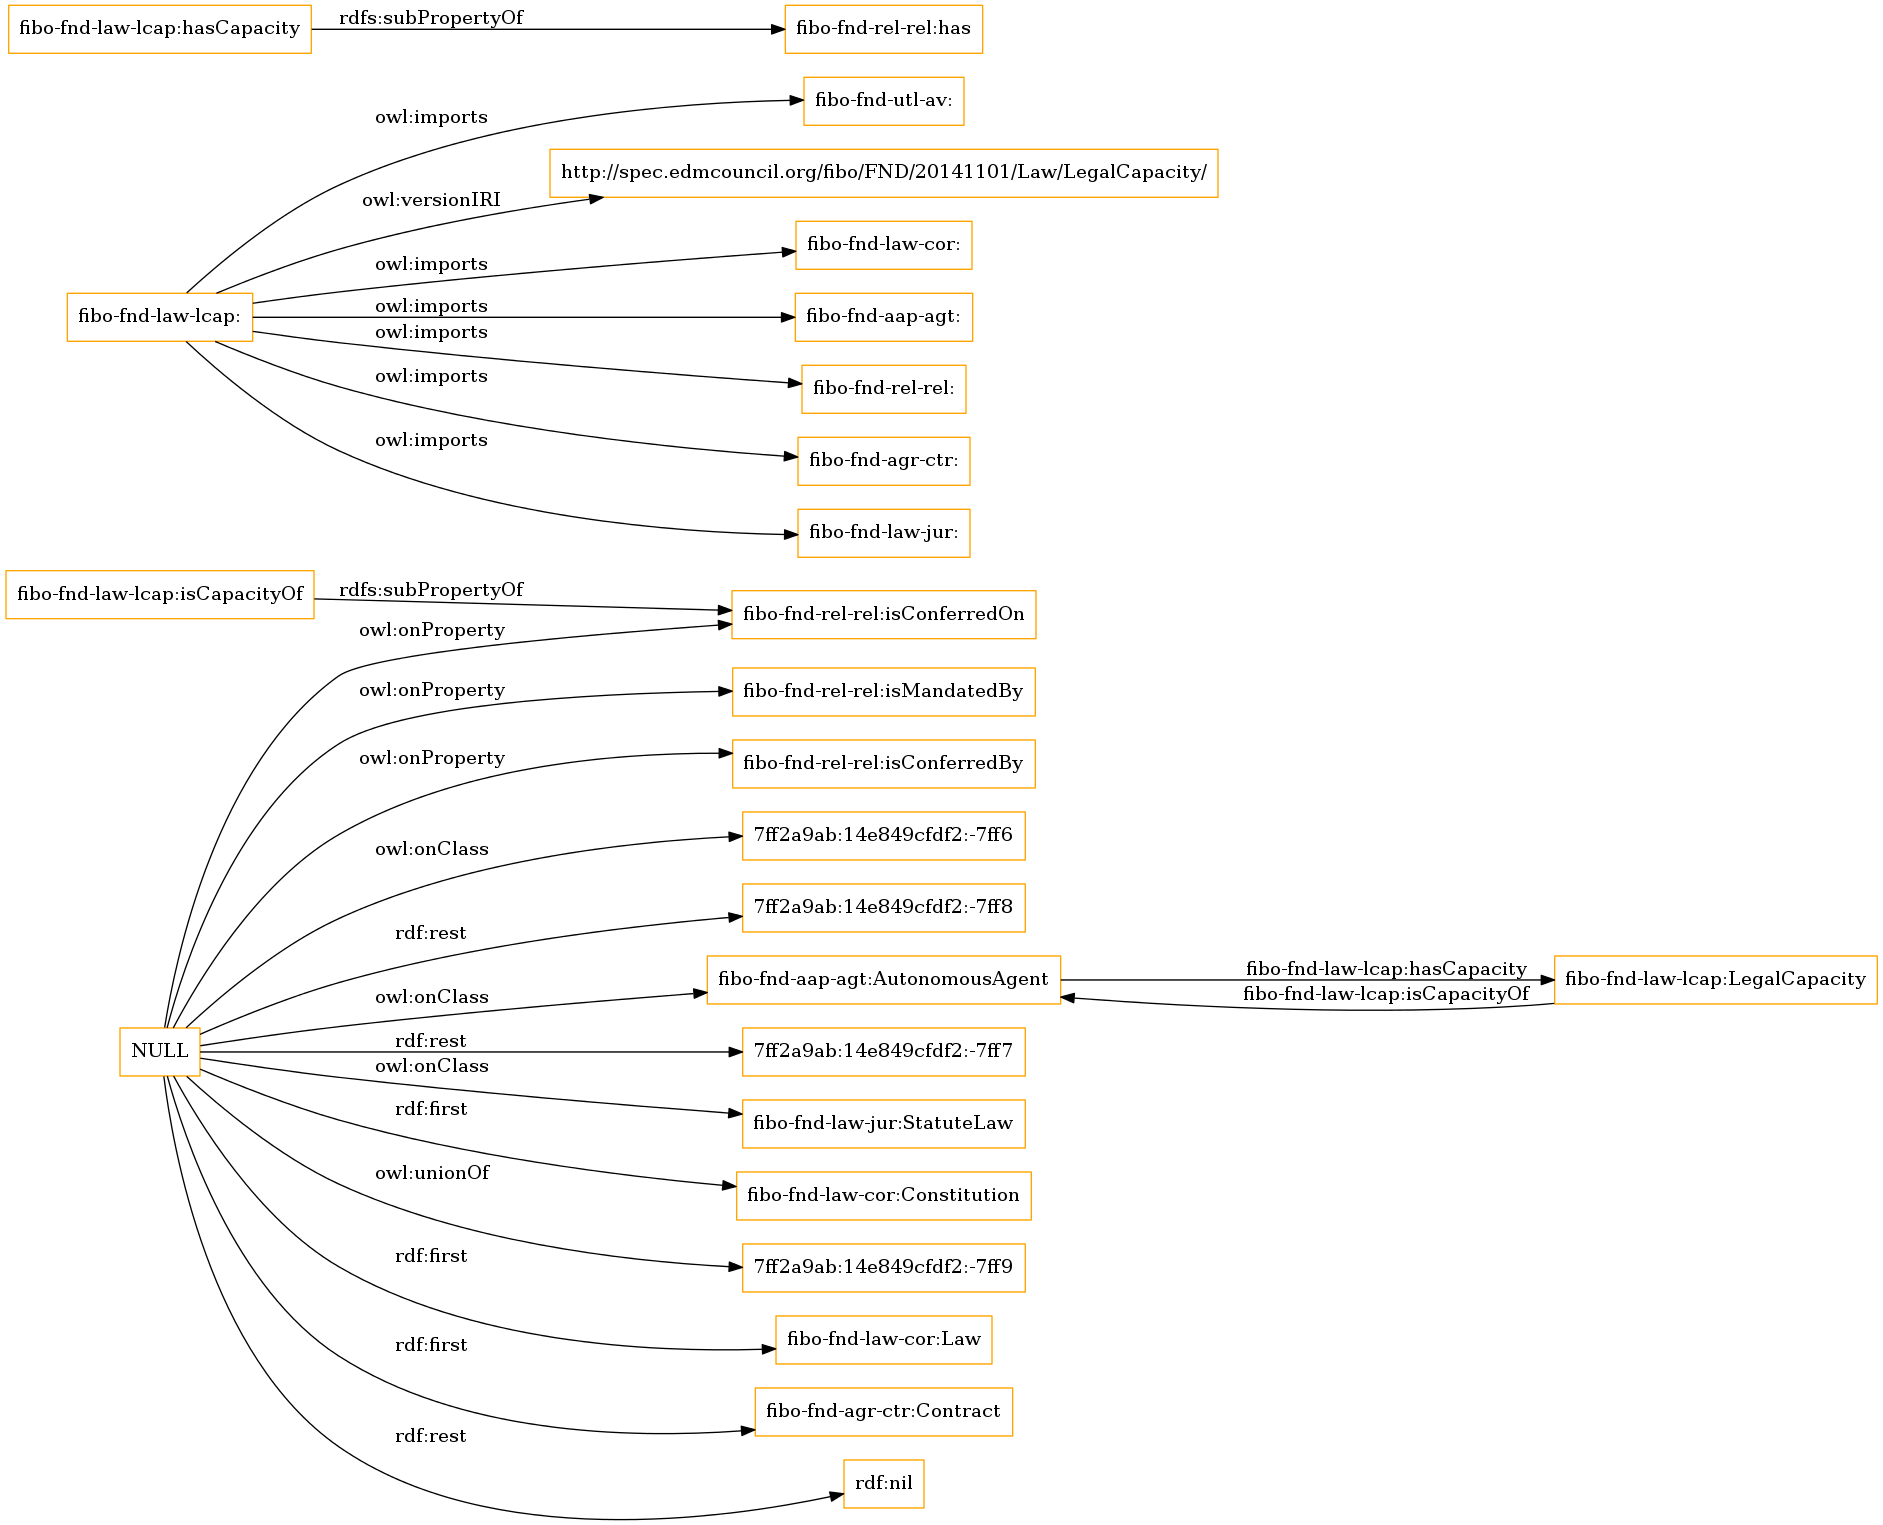 fibo-fnd-law-lcap:hasCapacity
rdfs:subPropertyOf
fibo-fnd-rel-rel:has
owl:imports
fibo-fnd-utl-av:
owl:versionIRI
http://spec.edmcouncil.org/fibo/FND/20141101/Law/LegalCapacity/
owl:imports
fibo-fnd-law-cor:
fibo-fnd-law-lcap:
owl:imports
fibo-fnd-aap-agt:
owl:imports
fibo-fnd-rel-rel:
owl:imports
fibo-fnd-agr-ctr:
owl:imports
fibo-fnd-law-jur:
fibo-fnd-law-lcap:isCapacityOf
rdfs:subPropertyOf
fibo-fnd-rel-rel:isConferredOn
owl:onProperty
owl:onProperty
fibo-fnd-rel-rel:isMandatedBy
owl:onProperty
fibo-fnd-rel-rel:isConferredBy
owl:onClass
7ff2a9ab:14e849cfdf2:-7ff6
rdf:rest
7ff2a9ab:14e849cfdf2:-7ff8
owl:onClass
fibo-fnd-aap-agt:AutonomousAgent
fibo-fnd-law-lcap:hasCapacity
fibo-fnd-law-lcap:isCapacityOf
fibo-fnd-law-lcap:LegalCapacity
NULL
rdf:rest
7ff2a9ab:14e849cfdf2:-7ff7
owl:onClass
fibo-fnd-law-jur:StatuteLaw
rdf:first
fibo-fnd-law-cor:Constitution
owl:unionOf
7ff2a9ab:14e849cfdf2:-7ff9
rdf:first
fibo-fnd-law-cor:Law
rdf:first
fibo-fnd-agr-ctr:Contract
rdf:rest
rdf:nil